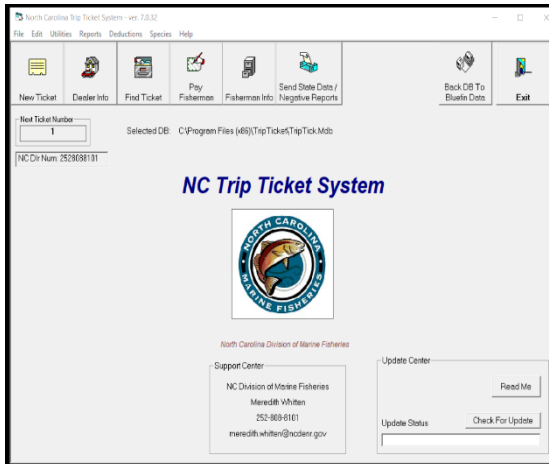 North Carolina Trip Ticket System - ver. 7.0.32
File Edit Utilities Reports Deductions Species Help
New Ticket
Dealer Info
Find Ticket
Pay
Fisherman
Fisherman Info
Send State Data /
Negative Reports
Back DB To
Bluefin Data
Exit
Next Ticket Number
1
Selected DB: C:\Program Files (x86)\TripTicket\TripTick.Mdb
NC Dlr Num: 2528088101
NC Trip Ticket System
NORTH CAROLINA
MARINE FISHERIES
North Carolina Division of Marine Fisheries
Support Center
NC Division of Marine Fisheries
Meredith Whitten
252-808-8101
meredith.whitten@ncdenr.gov
Update Center
Read Me
Update Status
Check For Update